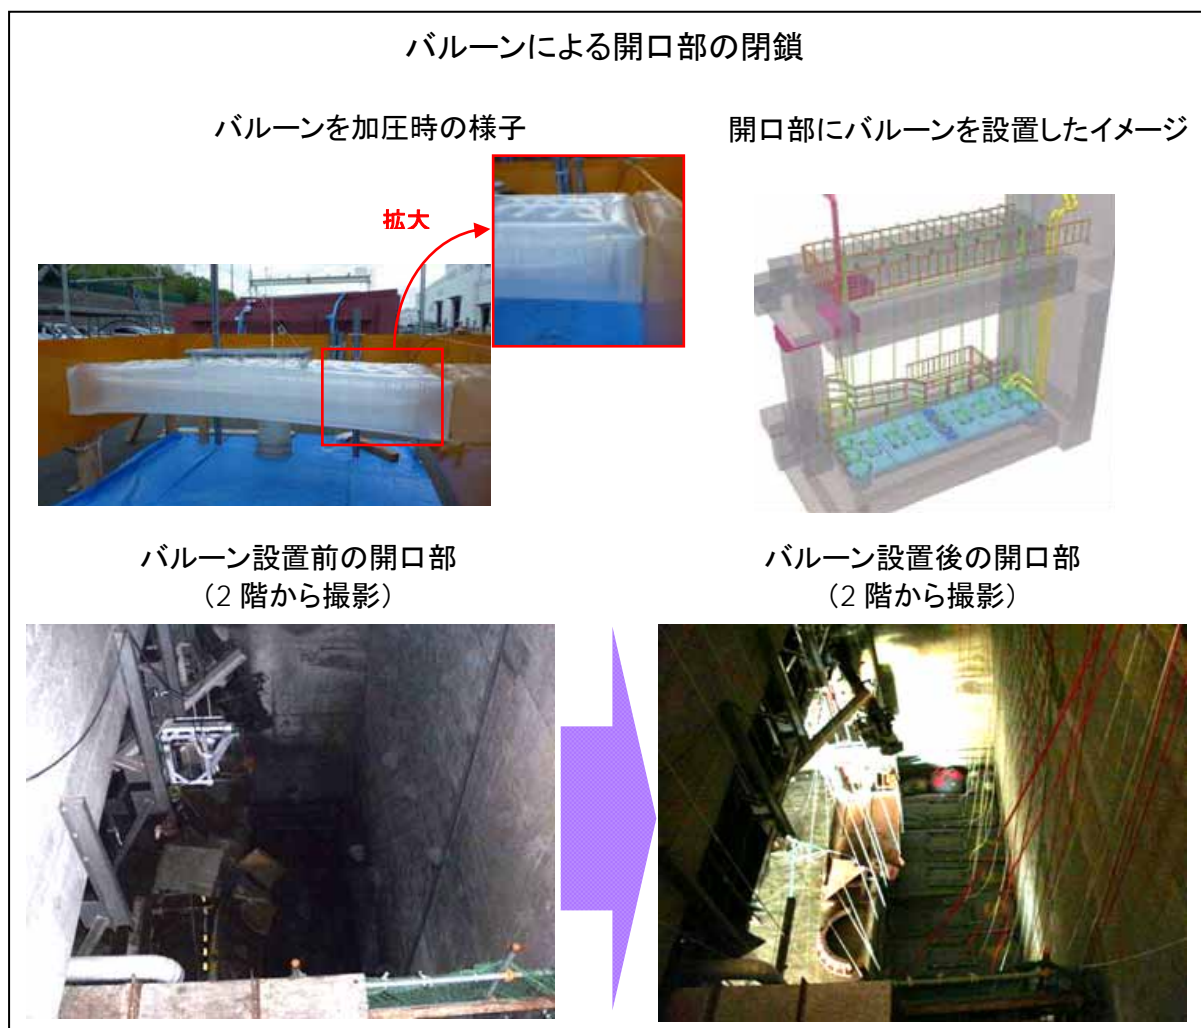 バルーンによる開口部の閉鎖
バルーンを加圧時の様子
開口部にバルーンを設置したイメージ
拡大
バルーン設置前の開口部
(2 階から撮影)
バルーン設置後の開口部
(2 階から撮影)